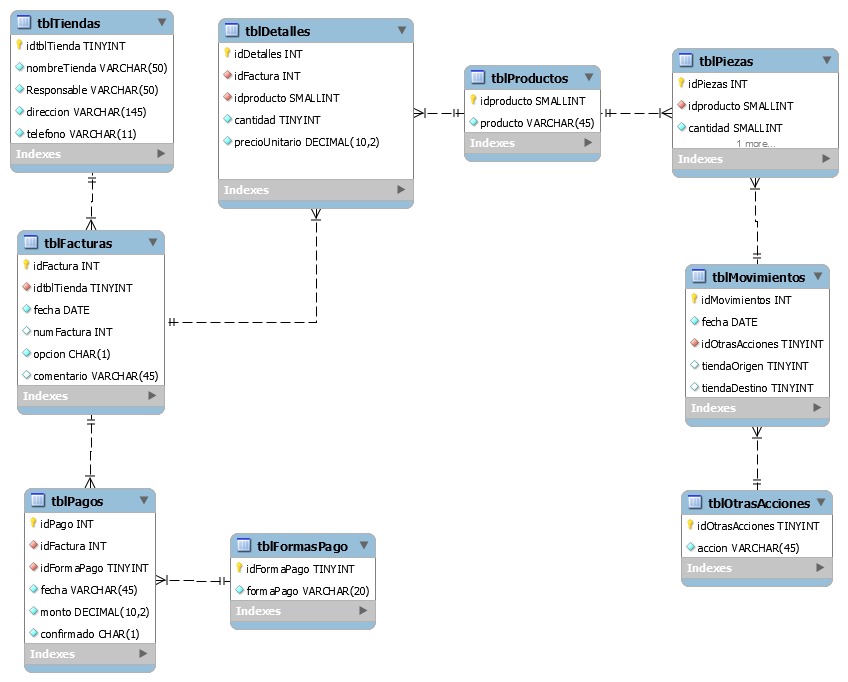 tblTiendas
idtblTienda TINYINT
nombreTienda VARCHAR(50)
Responsable VARCHAR(50)
direccion VARCHAR(145)
telefono VARCHAR(11)
Indexes
tblDetalles
idDetalles INT
idFactura INT
idproducto SMALLINT
cantidad TINYINT
precioUnitario DECIMAL(10,2)
Indexes
tblProductos
idproducto SMALLINT
producto VARCHAR(45)
Indexes
tblPiezas
idPiezas INT
idproducto SMALLINT
cantidad SMALLINT
1 more...
Indexes
tblFacturas
idFactura INT
idtblTienda TINYINT
fecha DATE
numFactura INT
opcion CHAR(1)
comentario VARCHAR(45)
Indexes
tblMovimientos
idMovimientos INT
fecha DATE
idOtrasAcciones TINYINT
tiendaOrigen TINYINT
tiendaDestino TINYINT
Indexes
tblPagos
idPago INT
idFactura INT
idFormaPago TINYINT
fecha VARCHAR(45)
monto DECIMAL(10,2)
confirmado CHAR(1)
Indexes
tblFormasPago
idFormaPago TINYINT
formaPago VARCHAR(20)
Indexes
tblOtrasAcciones
idOtrasAcciones TINYINT
accion VARCHAR(45)
Indexes